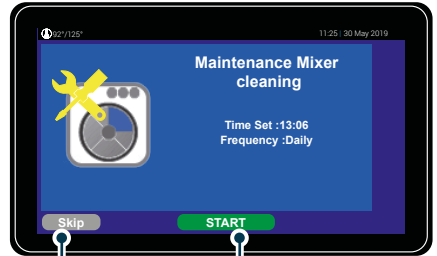 92°/125°
11:25 | 30 May 2019
Maintenance Mixer
cleaning
Time Set :13:06
Frequency :Daily
Skip
START